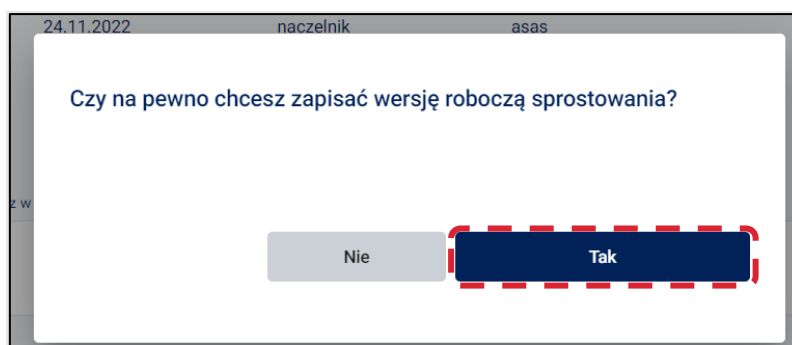 24.11.2022 naczelnik asas
Czy na pewno chcesz zapisać wersję roboczą sprostowania?
z w
Nie Tak